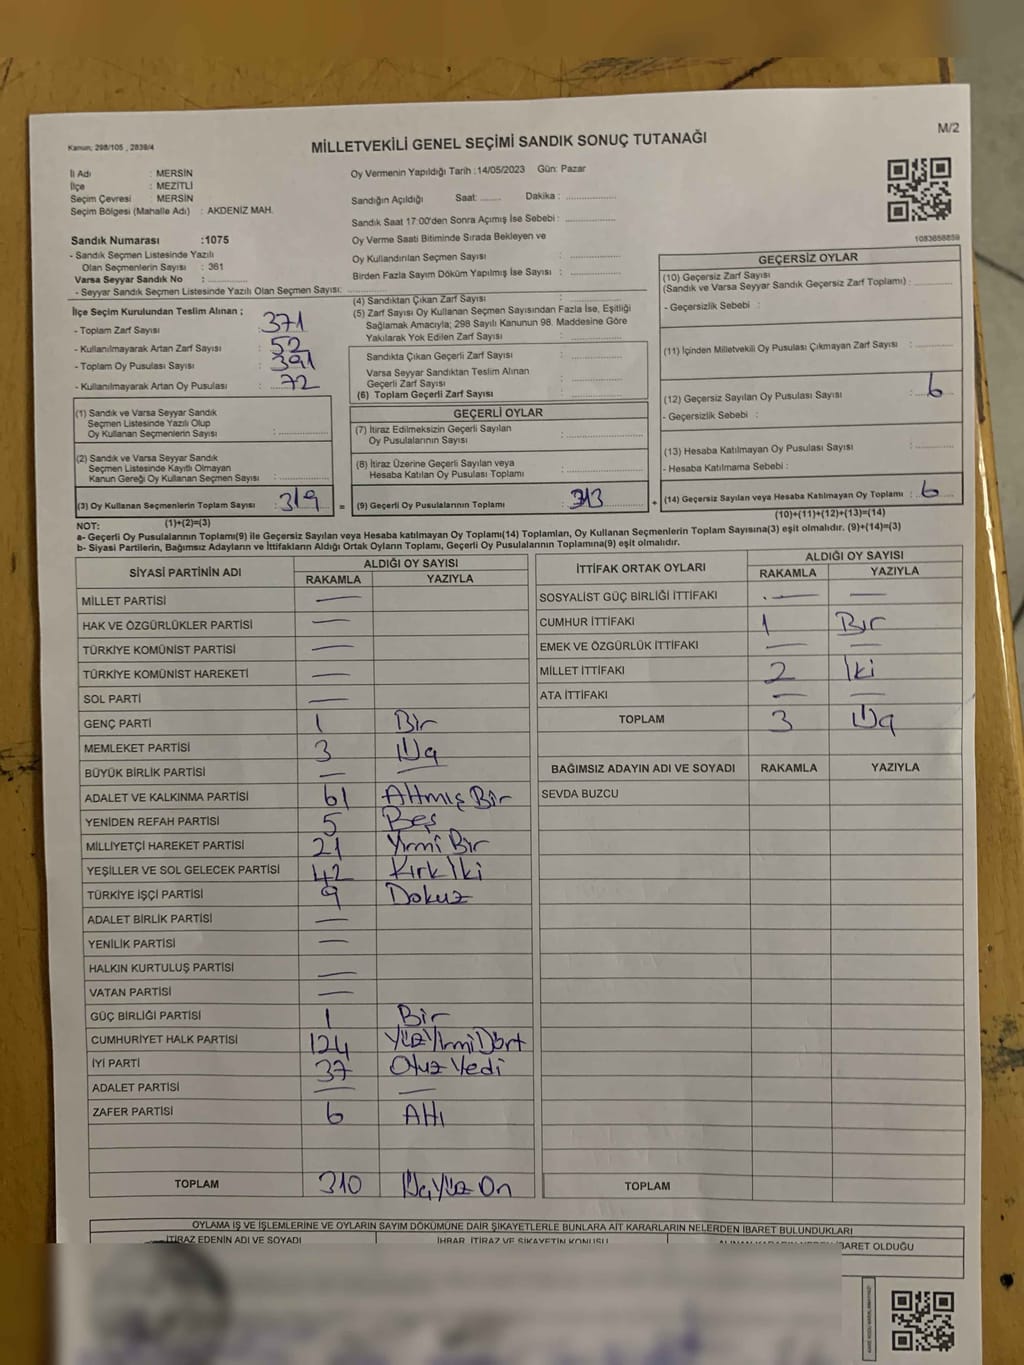 M/2
Kanun; 298/105 , 2839/4
MİLLETVEKİLİ GENEL SEÇİMİ SANDIK SONUÇ TUTANAĞI
İl Adı : MERSİN
İlçe : MEZİTLİ
Seçim Çevresi : MERSİN
Seçim Bölgesi (Mahalle Adı) : AKDENİZ MAH.
Sandık Numarası :1075
- Sandık Seçmen Listesinde Yazılı
Olan Seçmenlerin Sayısı : 361
Varsa Seyyar Sandık No :
- Seyyar Sandık Seçmen Listesinde Yazılı Olan Seçmen Sayısı:
İlçe Seçim Kurulundan Teslim Alınan ;
- Toplam Zarf Sayısı : 371
- Kullanılmayarak Artan Zarf Sayısı : 52
- Toplam Oy Pusulası Sayısı : 391
- Kullanılmayarak Artan Oy Pusulası : 72
(1) Sandık ve Varsa Seyyar Sandık
Seçmen Listesinde Yazılı Olup
Oy Kullanan Seçmenlerin Sayısı :
(2) Sandık ve Varsa Seyyar Sandık
Seçmen Listesinde Kayıtlı Olmayan
Kanun Gereği Oy Kullanan Seçmen Sayısı :
(3) Oy Kullanan Seçmenlerin Toplam Sayısı : 319 =
(1)+(2)=(3)
Oy Vermenin Yapıldığı Tarih :14/05/2023 Gün: Pazar
Sandığın Açıldığı Saat: Dakika :
Sandık Saat 17:00'den Sonra Açımış İse Sebebi :
Oy Verme Saati Bitiminde Sırada Bekleyen ve
Oy Kullandırılan Seçmen Sayısı :
Birden Fazla Sayım Döküm Yapılmış İse Sayısı :
(4) Sandıktan Çıkan Zarf Sayısı :
(5) Zarf Sayısı Oy Kullanan Seçmen Sayısından Fazla İse, Eşitliği
Sağlamak Amacıyla; 298 Sayılı Kanunun 98. Maddesine Göre
Yakılarak Yok Edilen Zarf Sayısı :
Sandıkta Çıkan Geçerli Zarf Sayısı :
Varsa Seyyar Sandıktan Teslim Alınan
Geçerli Zarf Sayısı :
(6) Toplam Geçerli Zarf Sayısı :
GEÇERLİ OYLAR
(7) İtiraz Edilmeksizin Geçerli Sayılan
Oy Pusulalarının Sayısı :
(8) İtiraz Üzerine Geçerli Sayılan veya
Hesaba Katılan Oy Pusulası Toplamı :
(9) Geçerli Oy Pusulalarının Toplamı : 313 +
1083658859
GEÇERSİZ OYLAR
(10) Geçersiz Zarf Sayısı
(Sandık ve Varsa Seyyar Sandık Geçersiz Zarf Toplamı) :
- Geçersizlik Sebebi :
(11) İçinden Milletvekili Oy Pusulası Çıkmayan Zarf Sayısı :
(12) Geçersiz Sayılan Oy Pusulası Sayısı : 6
- Geçersizlik Sebebi :
(13) Hesaba Katılmayan Oy Pusulası Sayısı :
- Hesaba Katılmama Sebebi :
(14) Geçersiz Sayılan veya Hesaba Katılmayan Oy Toplamı : 6
(10)+(11)+(12)+(13)=(14)
NOT:
a- Geçerli Oy Pusulalarının Toplamı(9) ile Geçersiz Sayılan veya Hesaba katılmayan Oy Toplamı(14) Toplamları, Oy Kullanan Seçmenlerin Toplam Sayısına(3) eşit olmalıdır. (9)+(14)=(3)
b- Siyasi Partilerin, Bağımsız Adayların ve İttifakların Aldığı Ortak Oyların Toplamı, Geçerli Oy Pusulalarının Toplamına(9) eşit olmalıdır.
SİYASİ PARTİNİN ADI ALDIĞI OY SAYISI
RAKAMLA YAZIYLA
MİLLET PARTİSİ —
HAK VE ÖZGÜRLÜKLER PARTİSİ —
TÜRKİYE KOMÜNİST PARTİSİ —
TÜRKİYE KOMÜNİST HAREKETİ —
SOL PARTİ —
GENÇ PARTİ 1 Bir
MEMLEKET PARTİSİ 3 Üç
BÜYÜK BİRLİK PARTİSİ — —
ADALET VE KALKINMA PARTİSİ 61 Altmış Bir
YENİDEN REFAH PARTİSİ 5 Beş
MİLLİYETÇİ HAREKET PARTİSİ 21 Yirmi Bir
YEŞİLLER VE SOL GELECEK PARTİSİ 42 Kırk İki
TÜRKİYE İŞÇİ PARTİSİ 9 Dokuz
ADALET BİRLİK PARTİSİ —
YENİLİK PARTİSİ —
HALKIN KURTULUŞ PARTİSİ —
VATAN PARTİSİ —
GÜÇ BİRLİĞİ PARTİSİ 1 Bir
CUMHURİYET HALK PARTİSİ 124 YüzYirmiDört
İYİ PARTİ 37 Otuz Yedi
ADALET PARTİSİ — —
ZAFER PARTİSİ 6 Altı
TOPLAM 310 Üç Yüz On
İTTİFAK ORTAK OYLARI ALDIĞI OY SAYISI
RAKAMLA YAZIYLA
SOSYALİST GÜÇ BİRLİĞİ İTTİFAKI — —
CUMHUR İTTİFAKI 1 Bir
EMEK VE ÖZGÜRLÜK İTTİFAKI — —
MİLLET İTTİFAKI 2 İki
ATA İTTİFAKI — —
TOPLAM 3 Üç
BAĞIMSIZ ADAYIN ADI VE SOYADI RAKAMLA YAZIYLA
SEVDA BUZCU
TOPLAM
OYLAMA İŞ VE İŞLEMLERİNE VE OYLARIN SAYIM DÖKÜMÜNE DAİR ŞİKAYETLERLE BUNLARA AİT KARARLARIN NELERDEN İBARET BULUNDUKLARI
İTİRAZ EDENİN ADI VE SOYADI İHBAR, İTİRAZ VE ŞİKAYETİN KONUSU İBARET OLDUĞU